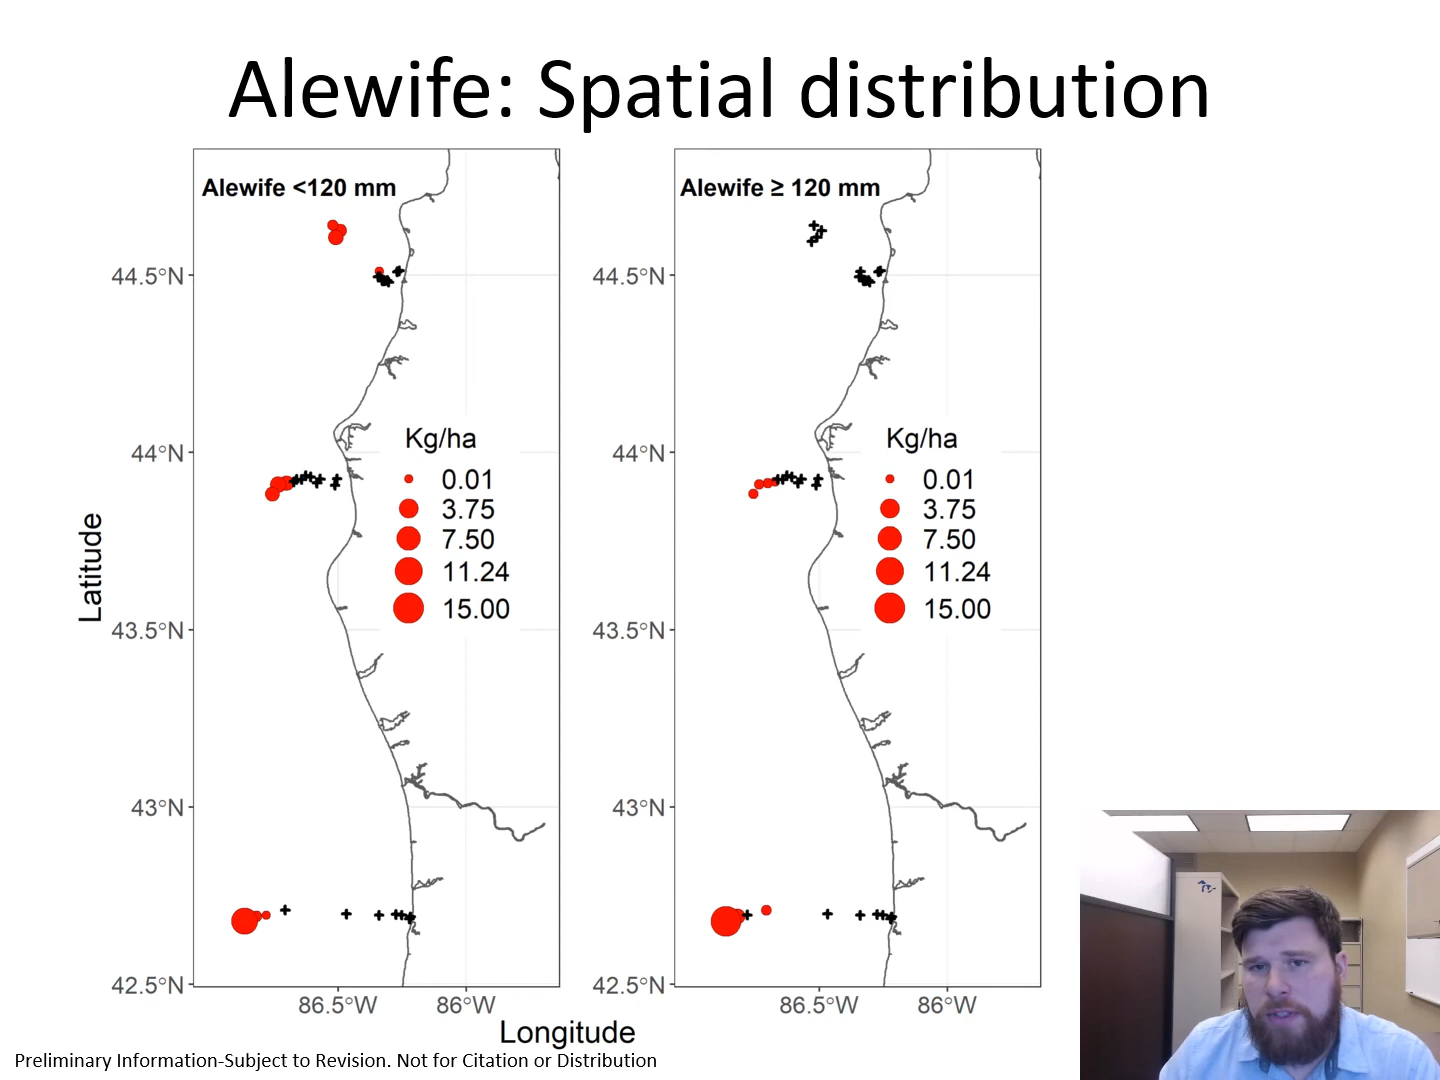 Alewife: Spatial distribution
Alewife <120 mm
44.5°N
44°N
43.5°N
43°N
42.5°N
86.5°W
86°W
Kg/ha
0.01
3.75
7.50
11.24
15.00
Alewife ≥ 120 mm
44.5°N
44°N
43.5°N
43°N
42.5°N
86.5°W
86°W
Kg/ha
0.01
3.75
7.50
11.24
15.00
Latitude
Longitude
Preliminary Information-Subject to Revision. Not for Citation or Distribution